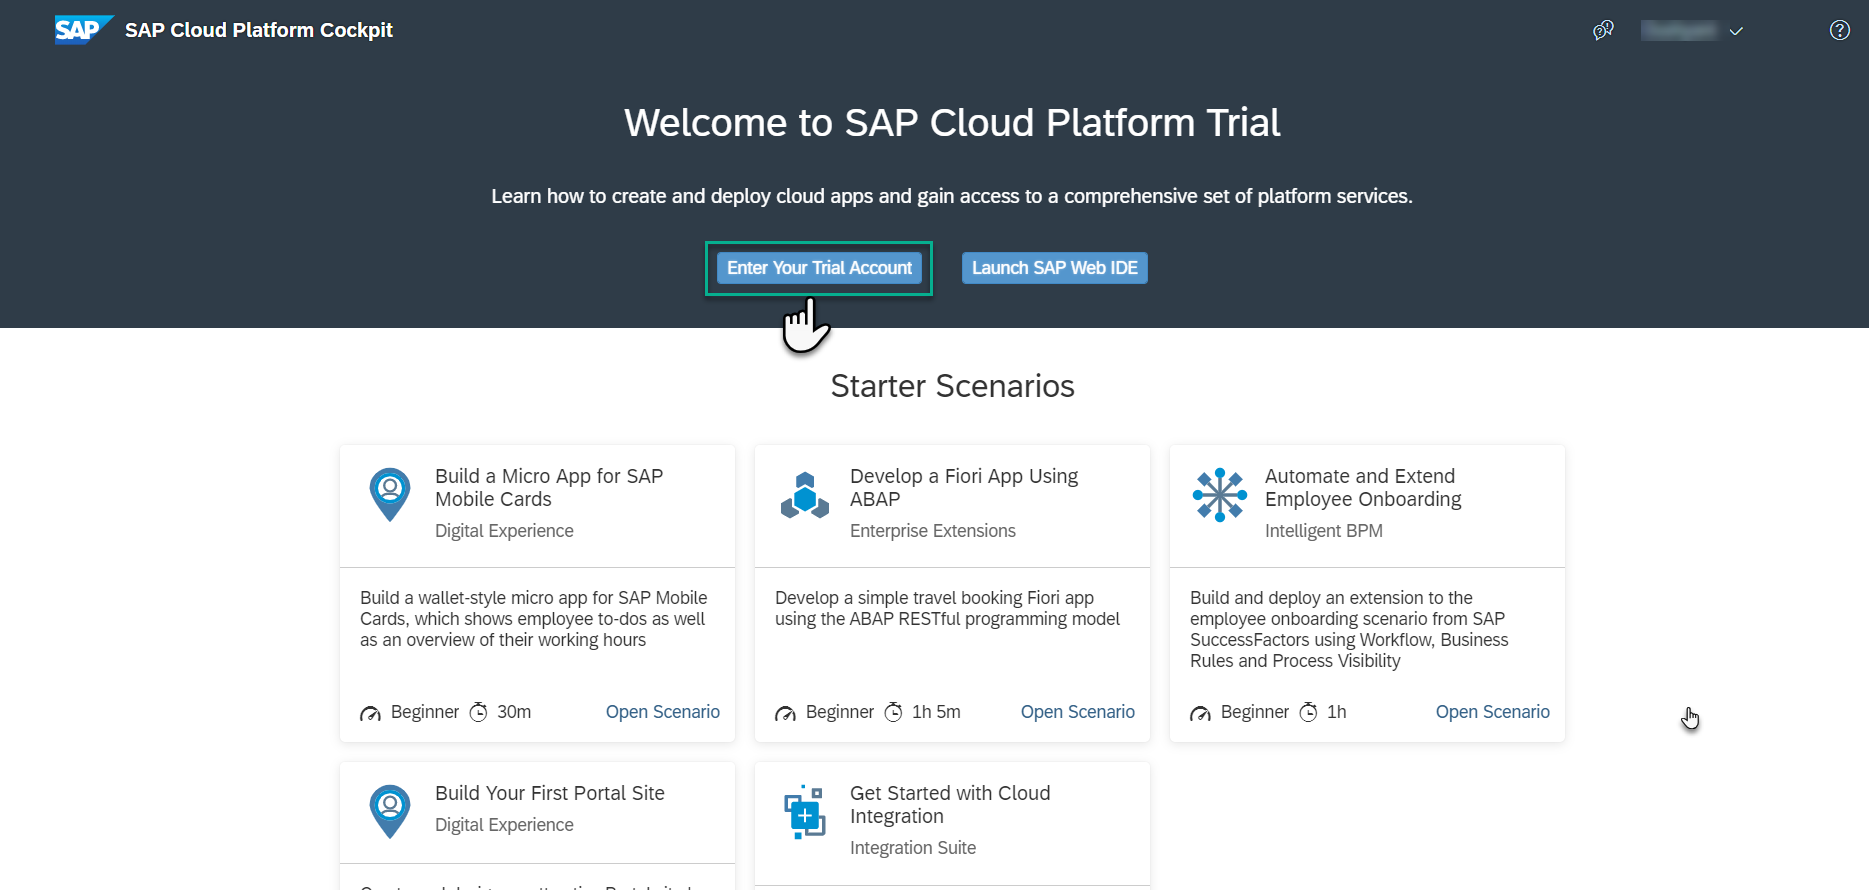 SAP SAP Cloud Platform Cockpit
Welcome to SAP Cloud Platform Trial
Learn how to create and deploy cloud apps and gain access to a comprehensive set of platform services.
Enter Your Trial Account
Launch SAP Web IDE
Starter Scenarios
Build a Micro App for SAP
Mobile Cards
Digital Experience
Build a wallet-style micro app for SAP Mobile
Cards, which shows employee to-dos as well
as an overview of their working hours
Beginner 30m Open Scenario
Develop a Fiori App Using
ABAP
Enterprise Extensions
Develop a simple travel booking Fiori app
using the ABAP RESTful programming model
Beginner 1h 5m Open Scenario
Automate and Extend
Employee Onboarding
Intelligent BPM
Build and deploy an extension to the
employee onboarding scenario from SAP
SuccessFactors using Workflow, Business
Rules and Process Visibility
Beginner 1h Open Scenario
Build Your First Portal Site
Digital Experience
Get Started with Cloud
Integration
Integration Suite